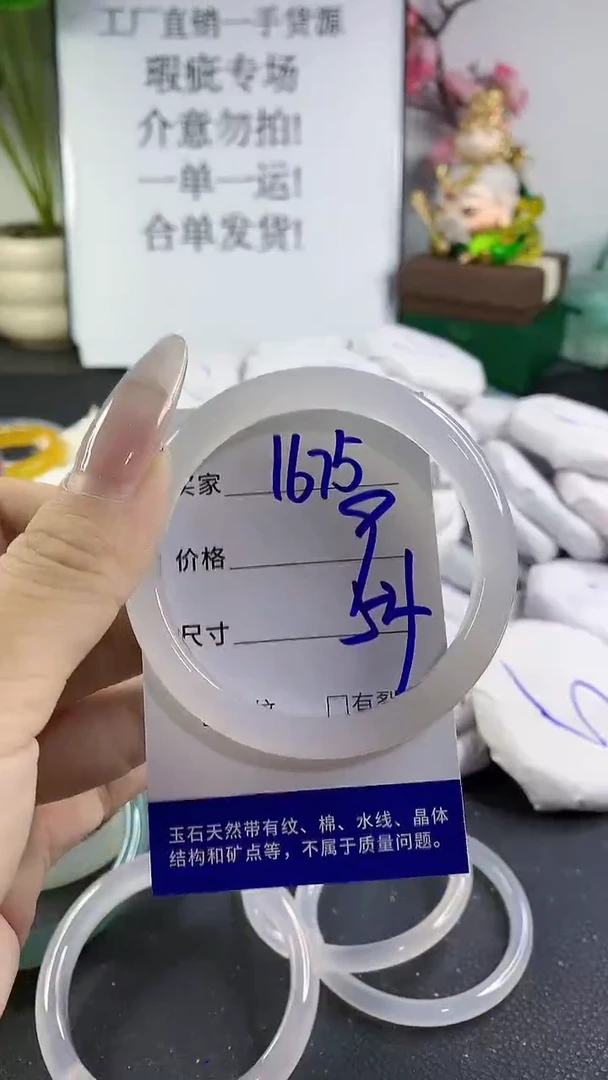 工厂直销一手货源
瑕疵专场
介意勿拍!
一单一运!
合单发货!
买家 1675
价格
尺寸 54
有裂
玉石天然带有纹、棉、水线、晶体
结构和矿点等，不属于质量问题。